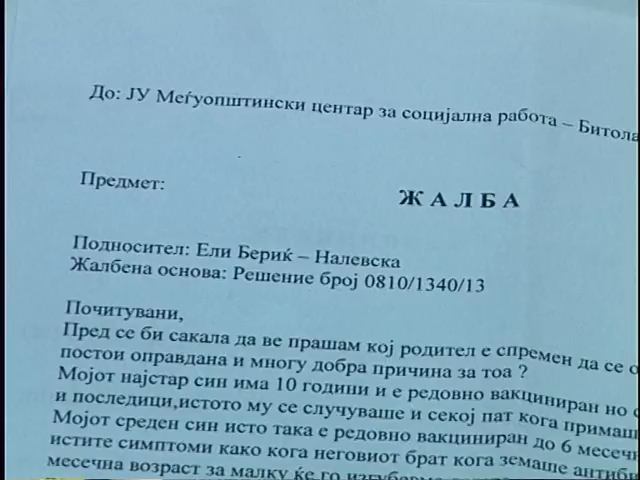 До: ЈУ Меѓуопштински центар за социјална работа – Битола
Предмет:
Ж А Л Б А
Подносител: Ели Бериќ – Налевска
Жалбена основа: Решение број 0810/1340/13
Почитувани,
Пред се би сакала да ве прашам кој родител е спремен да се о
постои оправдана и многу добра причина за тоа ?
Мојот најстар син има 10 години и е редовно вакциниран но
и последици,истото му се случуваше и секој пат кога примаш
Мојот среден син исто така е редовно вакциниран до 6 месечн
истите симптоми како кога неговиот брат кога земаше антиби
месечна возраст за малку ќе го изгубавме